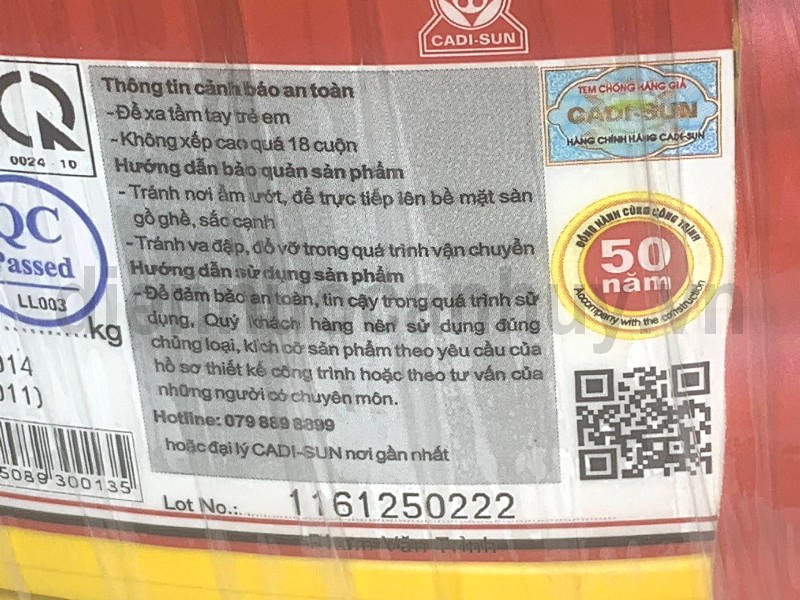 CADI-SUN
Thông tin cảnh báo an toàn
-Để xa tầm tay trẻ em
-Không xếp cao quá 18 cuộn
Hướng dẫn bảo quản sản phẩm
-Tránh nơi ẩm ướt, để trực tiếp lên bề mặt sàn
gồ ghề, sắc cạnh
-Tránh va đập, đổ vỡ trong quá trình vận chuyển
Hướng dẫn sử dụng sản phẩm
-Để đảm bảo an toàn, tin cậy trong quá trình sử
dụng, Quý khách hàng nên sử dụng đúng
chủng loại, kích cỡ sản phẩm theo yêu cầu của
hồ sơ thiết kế công trình hoặc theo tư vấn của
những người có chuyên môn.
Hotline: 079 889 8899
hoặc đại lý CADI-SUN nơi gần nhất
0024 - 10
QC
Passed
LL003
kg
014
011)
5089 300135
TEM CHỐNG HÀNG GIẢ
CADI-SUN
HÀNG CHÍNH HÃNG CADI-SUN
ĐỒNG HÀNH CÙNG CÔNG TRÌNH
50
năm
Accompany with the construction
Lot No.: 1161250222
Văn Trình